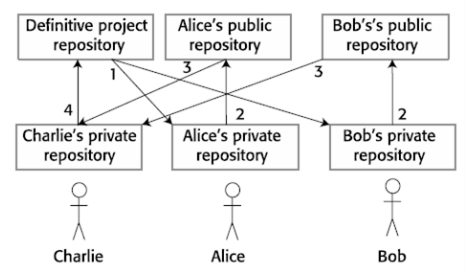 Definitive project
repository
Alice's public
repository
Bob's public
repository
1
3
3
4
2
2
Charlie's private
repository
Alice's private
repository
Bob's private
repository
Charlie
Alice
Bob